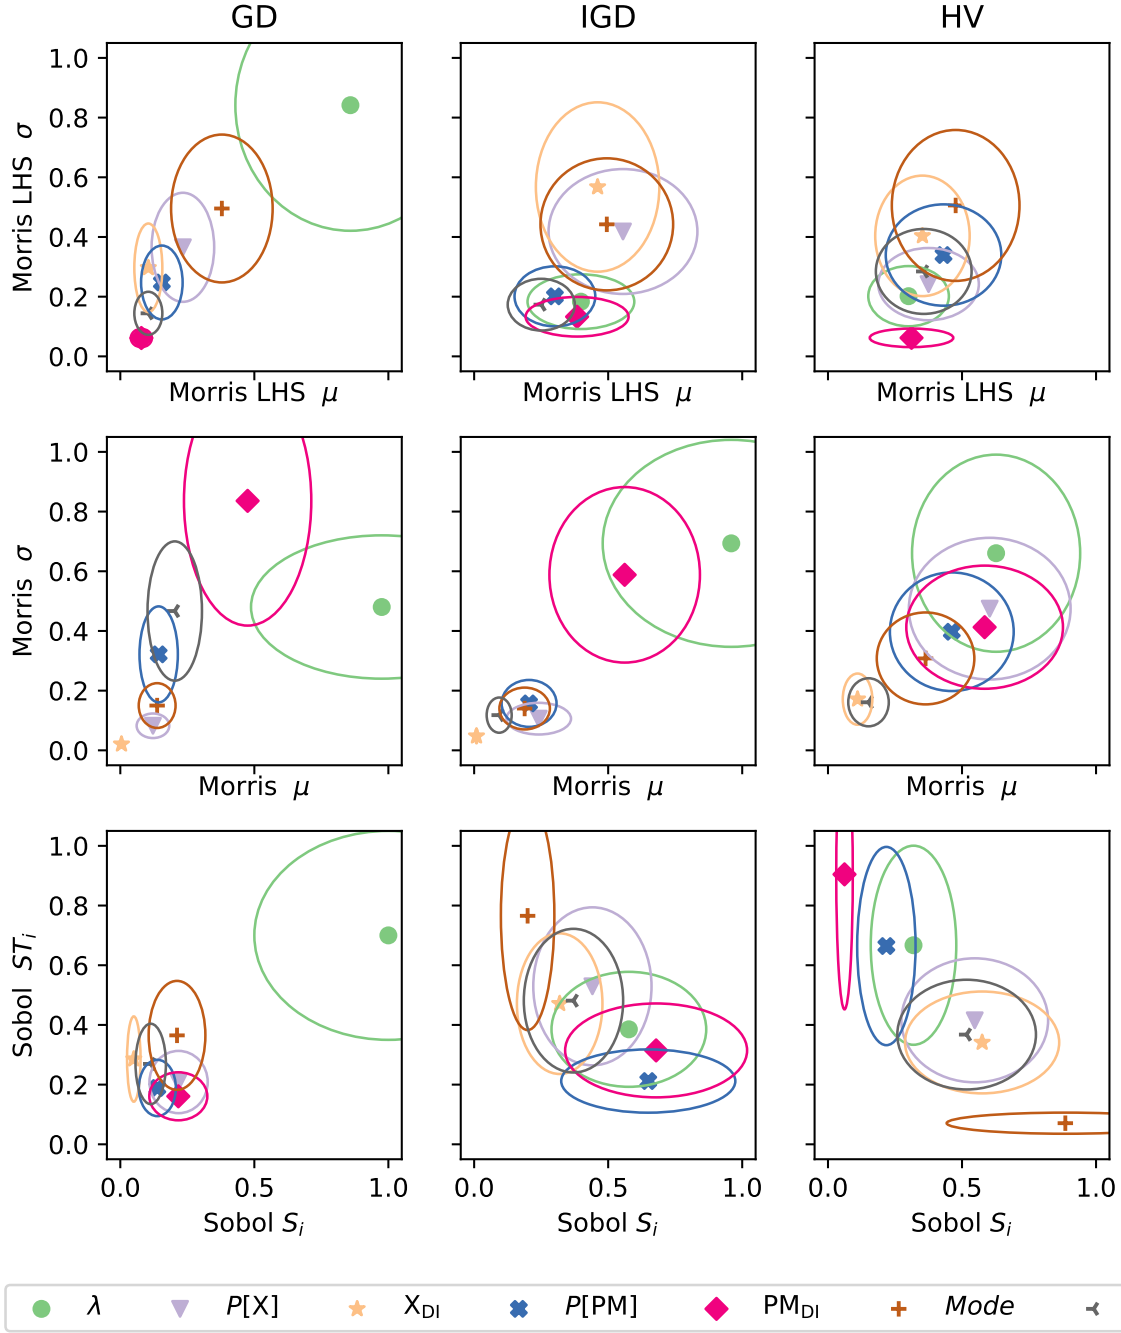 GD IGD HV
1.0
0.8
0.6
0.4
0.2
0.0
Morris LHS σ
Morris LHS μ Morris LHS μ Morris LHS μ
1.0
0.8
0.6
0.4
0.2
0.0
Morris σ
Morris μ Morris μ Morris μ
1.0
0.8
0.6
0.4
0.2
0.0
Sobol STi
0.0 0.5 1.0 0.0 0.5 1.0 0.0 0.5 1.0
Sobol Si Sobol Si Sobol Si
λ P[X] XDI P[PM] PMDI Mode